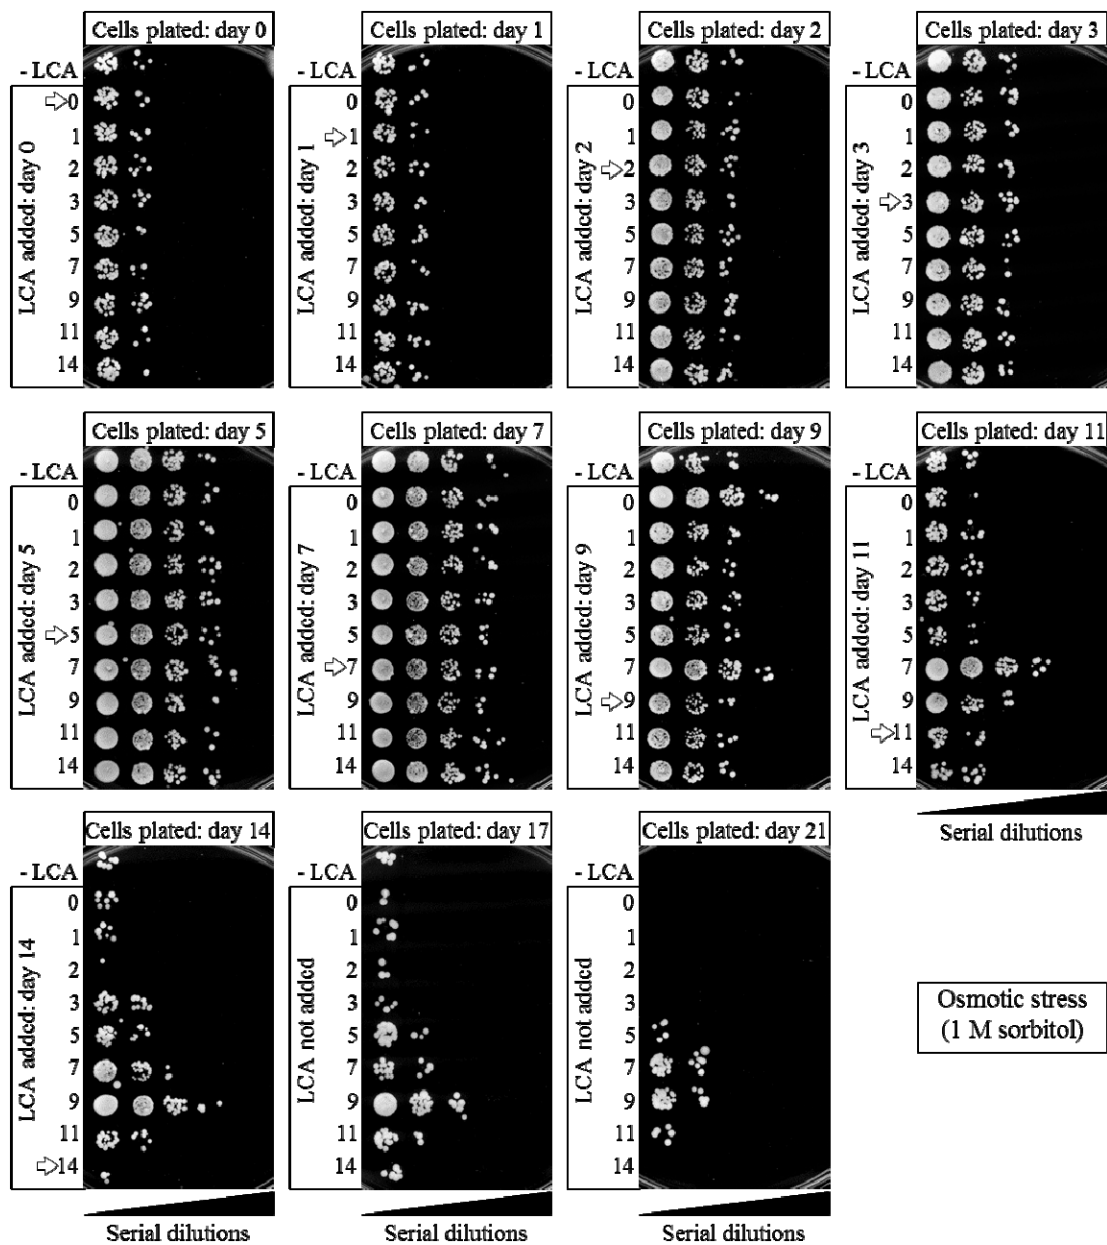 Cells plated: day 0
- LCA
LCA added: day 0
0
1
2
3
5
7
9
11
14
Cells plated: day 1
- LCA
LCA added: day 1
0
1
2
3
5
7
9
11
14
Cells plated: day 2
- LCA
LCA added: day 2
0
1
2
3
5
7
9
11
14
Cells plated: day 3
- LCA
LCA added: day 3
0
1
2
3
5
7
9
11
14
Cells plated: day 5
- LCA
LCA added: day 5
0
1
2
3
5
7
9
11
14
Cells plated: day 7
- LCA
LCA added: day 7
0
1
2
3
5
7
9
11
14
Cells plated: day 9
- LCA
LCA added: day 9
0
1
2
3
5
7
9
11
14
Cells plated: day 11
- LCA
LCA added: day 11
0
1
2
3
5
7
9
11
14
Serial dilutions
Cells plated: day 14
- LCA
LCA added: day 14
0
1
2
3
5
7
9
11
14
Serial dilutions
Cells plated: day 17
- LCA
LCA not added
0
1
2
3
5
7
9
11
14
Serial dilutions
Cells plated: day 21
- LCA
LCA not added
0
1
2
3
5
7
9
11
14
Serial dilutions
Osmotic stress
(1 M sorbitol)